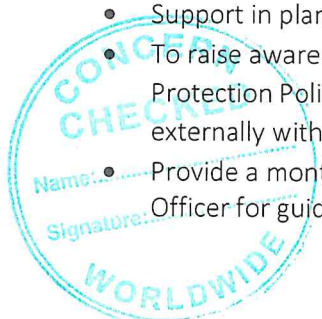 • Support in plan
• To raise aware
Protection Poli
externally with
• Provide a mont
Officer for guid
CONCERN
CHECKED
Name:
Signature:
WORLDWIDE